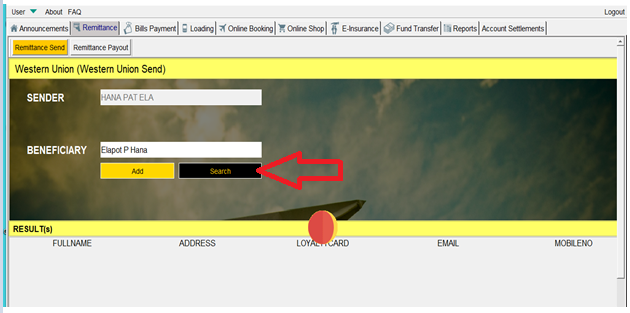 User About FAQ Logout
Announcements Remittance Bills Payment Loading Online Booking Online Shop E-Insurance Fund Transfer Reports Account Settlements
Remittance Send Remittance Payout
Western Union (Western Union Send)
SENDER HANA PAT ELA
BENEFICIARY Elapot P Hana
Add Search
RESULT(s)
FULLNAME ADDRESS LOYALTYCARD EMAIL MOBILENO